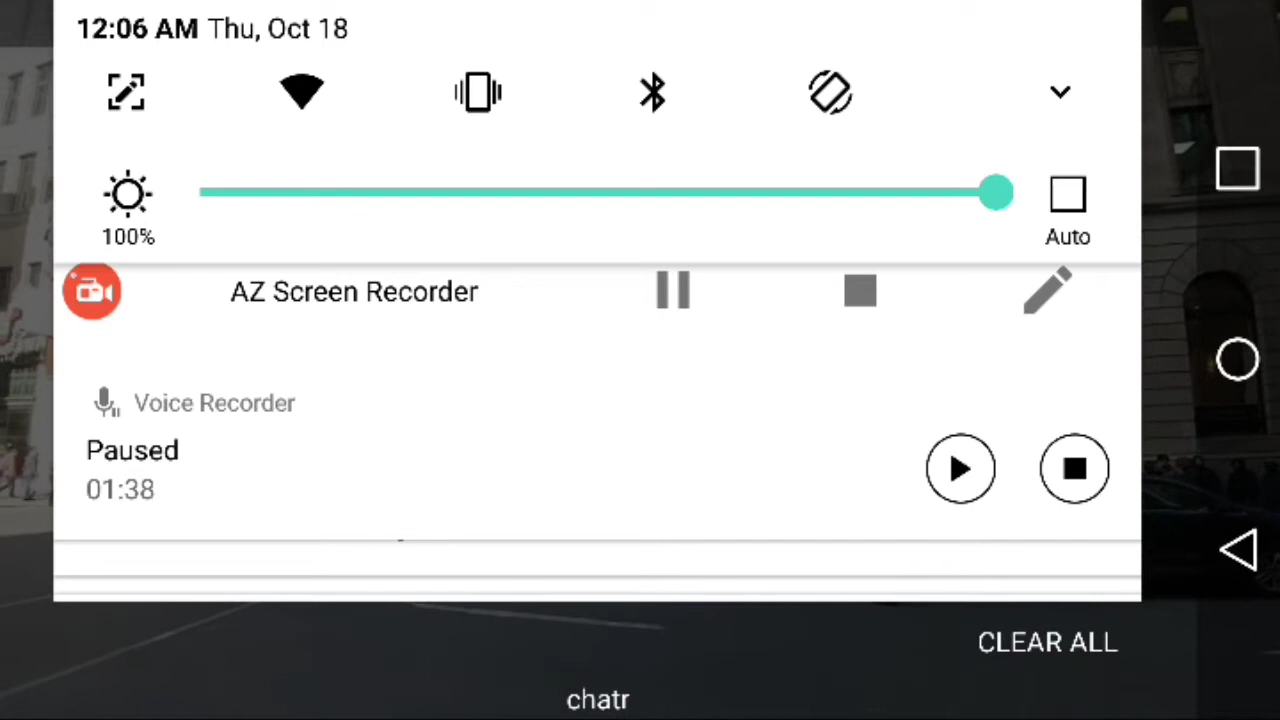 12:06 AM Thu, Oct 18
100%
Auto
AZ Screen Recorder
Voice Recorder
Paused
01:38
CLEAR ALL
chatr